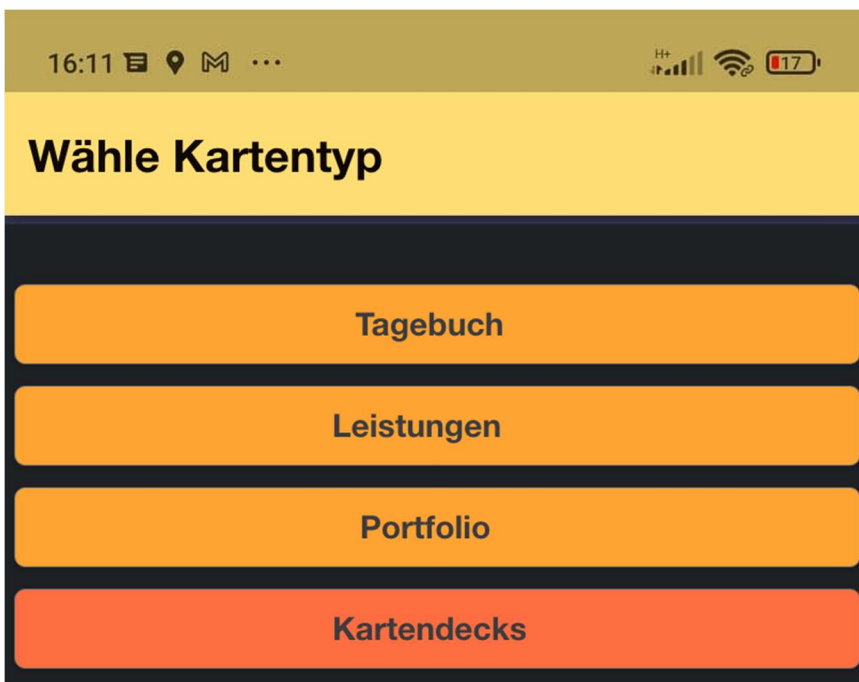 16:11
H+
17
Wähle Kartentyp
Tagebuch
Leistungen
Portfolio
Kartendecks